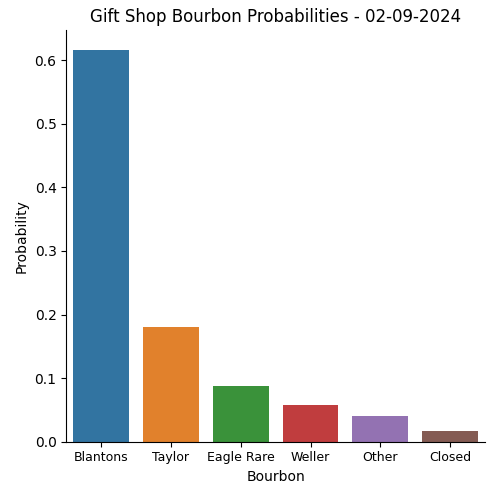 Gift Shop Bourbon Probabilities - 02-09-2024
0.6
0.5
0.4
0.3
0.2
0.1
0.0
Probability
Blantons Taylor Eagle Rare Weller Other Closed
Bourbon